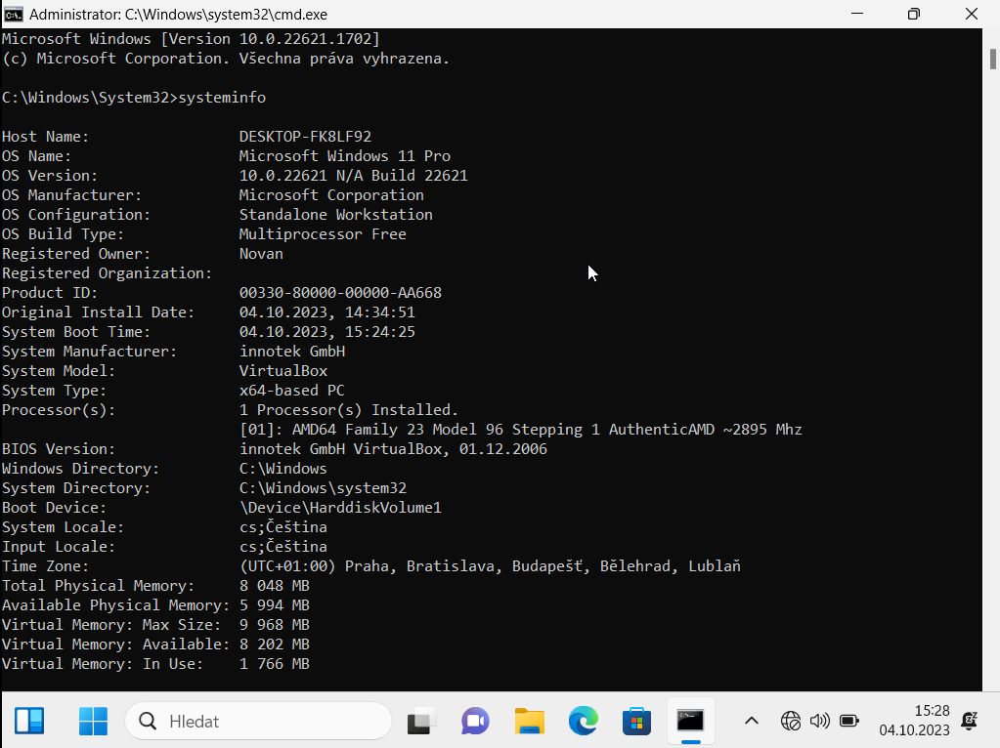 Administrator: C:\Windows\system32\cmd.exe
Microsoft Windows [Version 10.0.22621.1702]
(c) Microsoft Corporation. Všechna práva vyhrazena.
C:\Windows\System32>systeminfo
Host Name: DESKTOP-FK8LF92
OS Name: Microsoft Windows 11 Pro
OS Version: 10.0.22621 N/A Build 22621
OS Manufacturer: Microsoft Corporation
OS Configuration: Standalone Workstation
OS Build Type: Multiprocessor Free
Registered Owner: Novan
Registered Organization:
Product ID: 00330-80000-00000-AA668
Original Install Date: 04.10.2023, 14:34:51
System Boot Time: 04.10.2023, 15:24:25
System Manufacturer: innotek GmbH
System Model: VirtualBox
System Type: x64-based PC
Processor(s): 1 Processor(s) Installed.
[01]: AMD64 Family 23 Model 96 Stepping 1 AuthenticAMD ~2895 Mhz
BIOS Version: innotek GmbH VirtualBox, 01.12.2006
Windows Directory: C:\Windows
System Directory: C:\Windows\system32
Boot Device: \Device\HarddiskVolume1
System Locale: cs;Čeština
Input Locale: cs;Čeština
Time Zone: (UTC+01:00) Praha, Bratislava, Budapešť, Bělehrad, Lublaň
Total Physical Memory: 8 048 MB
Available Physical Memory: 5 994 MB
Virtual Memory: Max Size: 9 968 MB
Virtual Memory: Available: 8 202 MB
Virtual Memory: In Use: 1 766 MB
Hledat
15:28
04.10.2023